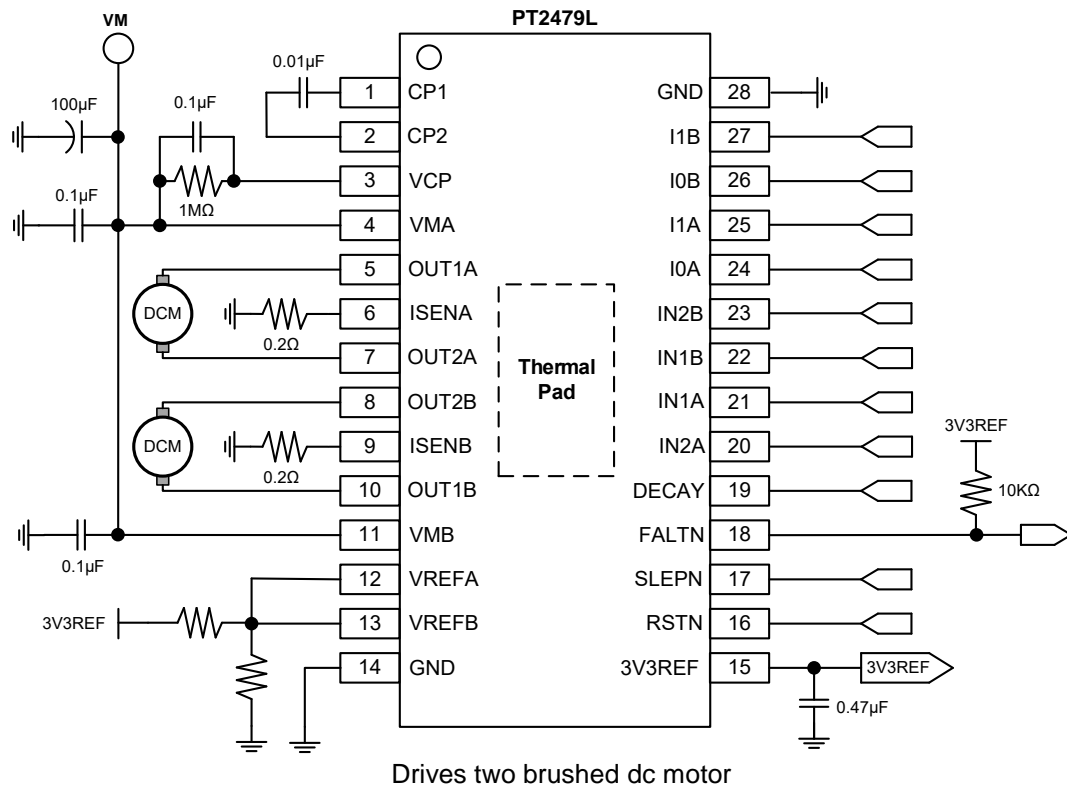 PT2479L
VM
0.01µF
100µF
0.1µF
1MΩ
0.1µF
1 CP1
2 CP2
3 VCP
4 VMA
5 OUT1A
DCM
6 ISENA
0.2Ω
7 OUT2A
8 OUT2B
DCM
9 ISENB
0.2Ω
10 OUT1B
11 VMB
0.1µF
12 VREFA
13 VREFB
3V3REF
14 GND
Thermal
Pad
GND 28
I1B 27
I0B 26
I1A 25
I0A 24
IN2B 23
IN1B 22
IN1A 21
IN2A 20
DECAY 19
FALTN 18
3V3REF
10KΩ
SLEPN 17
RSTN 16
3V3REF 15
3V3REF
0.47µF
Drives two brushed dc motor